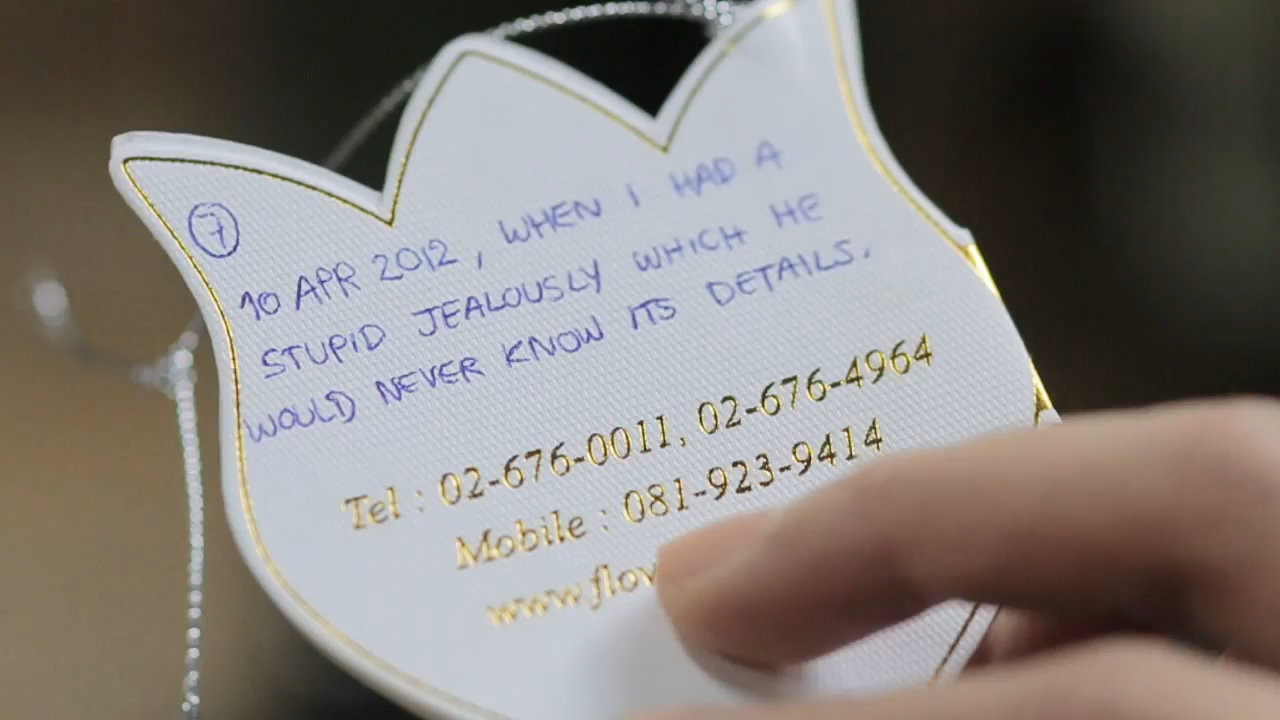 7
10 APR 2012, WHEN I HAD A
STUPID JEALOUSLY WHICH HE
WOULD NEVER KNOW ITS DETAILS.
Tel : 02-676-0011, 02-676-4964
Mobile : 081-923-9414